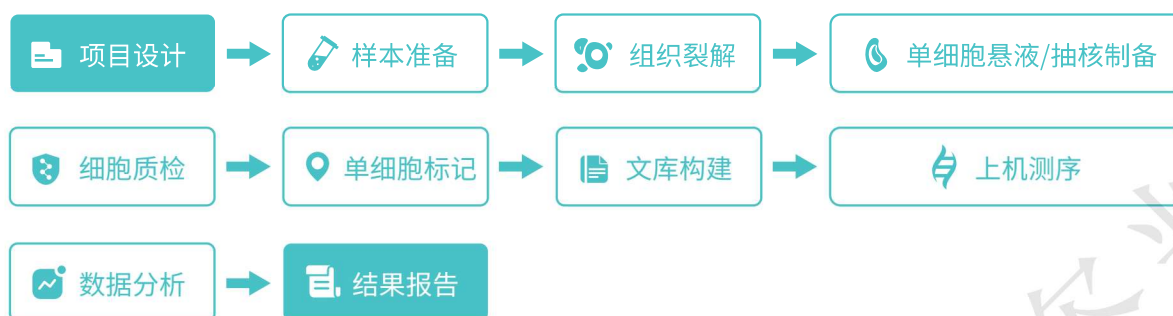 项目设计
样本准备
组织裂解
单细胞悬液/抽核制备
细胞质检
单细胞标记
文库构建
上机测序
数据分析
结果报告